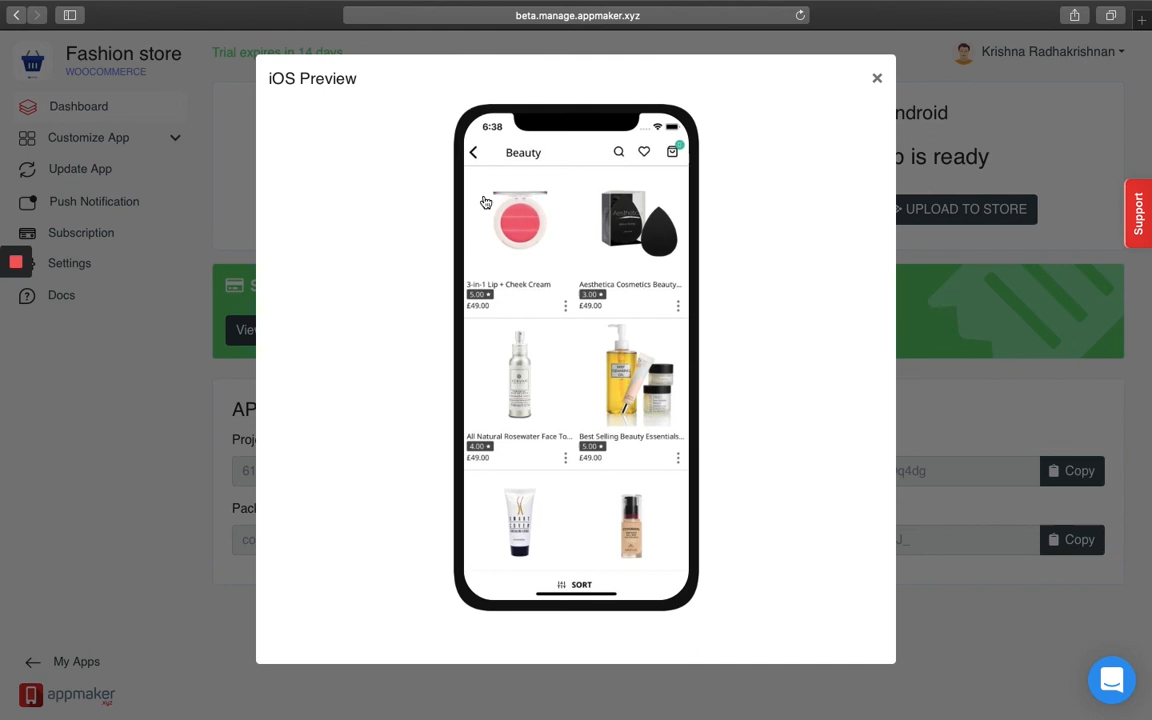 beta.manage.appmaker.xyz
Fashion store
WOOCOMMERCE
Trial expires in 14 days
Krishna Radhakrishnan
Dashboard
Customize App
Update App
Push Notification
Subscription
Settings
Docs
My Apps
appmaker
.xyz
iOS Preview
×
ndroid
is ready
UPLOAD TO STORE
Support
Copy
Copy
6:38
Beauty
3-in-1 Lip + Cheek Cream
5.00 ★
£49.00
Aesthetica Cosmetics Beauty...
3.00 ★
£49.00
All Natural Rosewater Face To...
4.00 ★
£49.00
Best Selling Beauty Essentials...
5.00 ★
£49.00
SORT